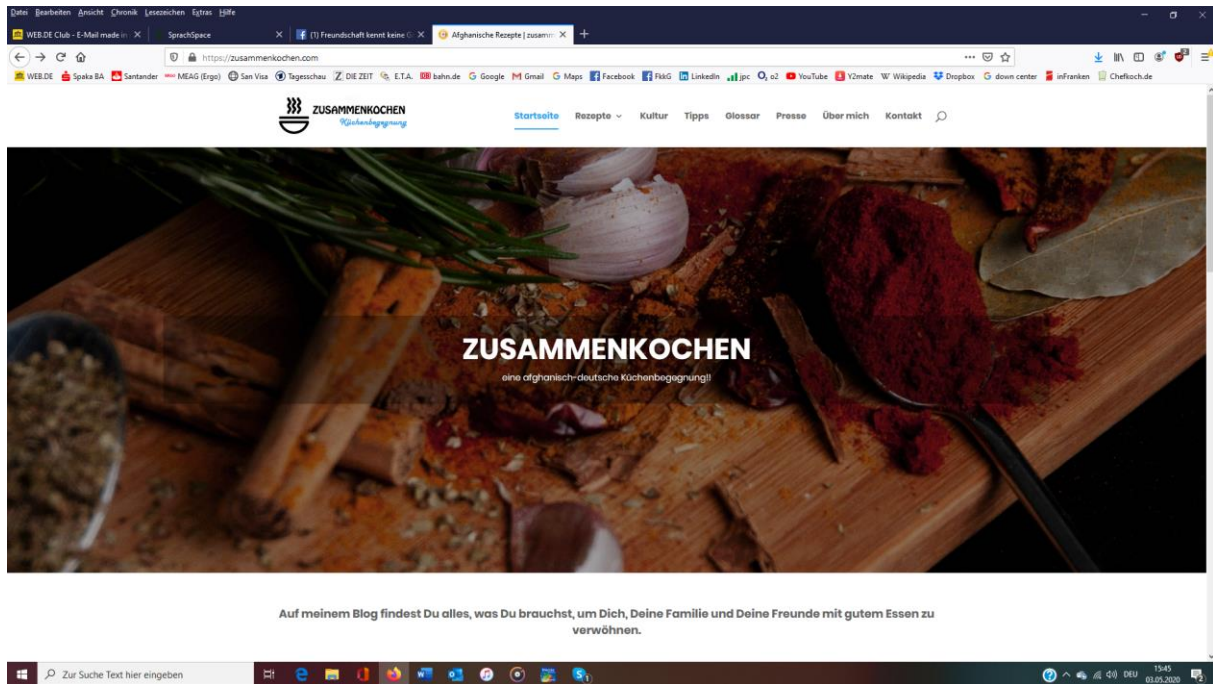 Datei Bearbeiten Ansicht Chronik Lesezeichen Extras Hilfe
WEB.DE Club - E-Mail made in
SprachSpace
(1) Freundschaft kennt keine G
Afghanische Rezepte | zusamm
https://zusammenkochen.com
WEB.DE Spaka BA Santander MEAG (Ergo) San Visa Tagesschau DIE ZEIT E.T.A. bahn.de Google Gmail Maps Facebook FkkG LinkedIn jpc o2 YouTube Y2mate Wikipedia Dropbox down center inFranken Chefkoch.de
ZUSAMMENKOCHEN
Küchenbegegnung
Startseite Rezepte Kultur Tipps Glossar Presse Über mich Kontakt
ZUSAMMENKOCHEN
eine afghanisch-deutsche Küchenbegegnung!!
Auf meinem Blog findest Du alles, was Du brauchst, um Dich, Deine Familie und Deine Freunde mit gutem Essen zu
verwöhnen.
Zur Suche Text hier eingeben
DEU
15:45
03.05.2020